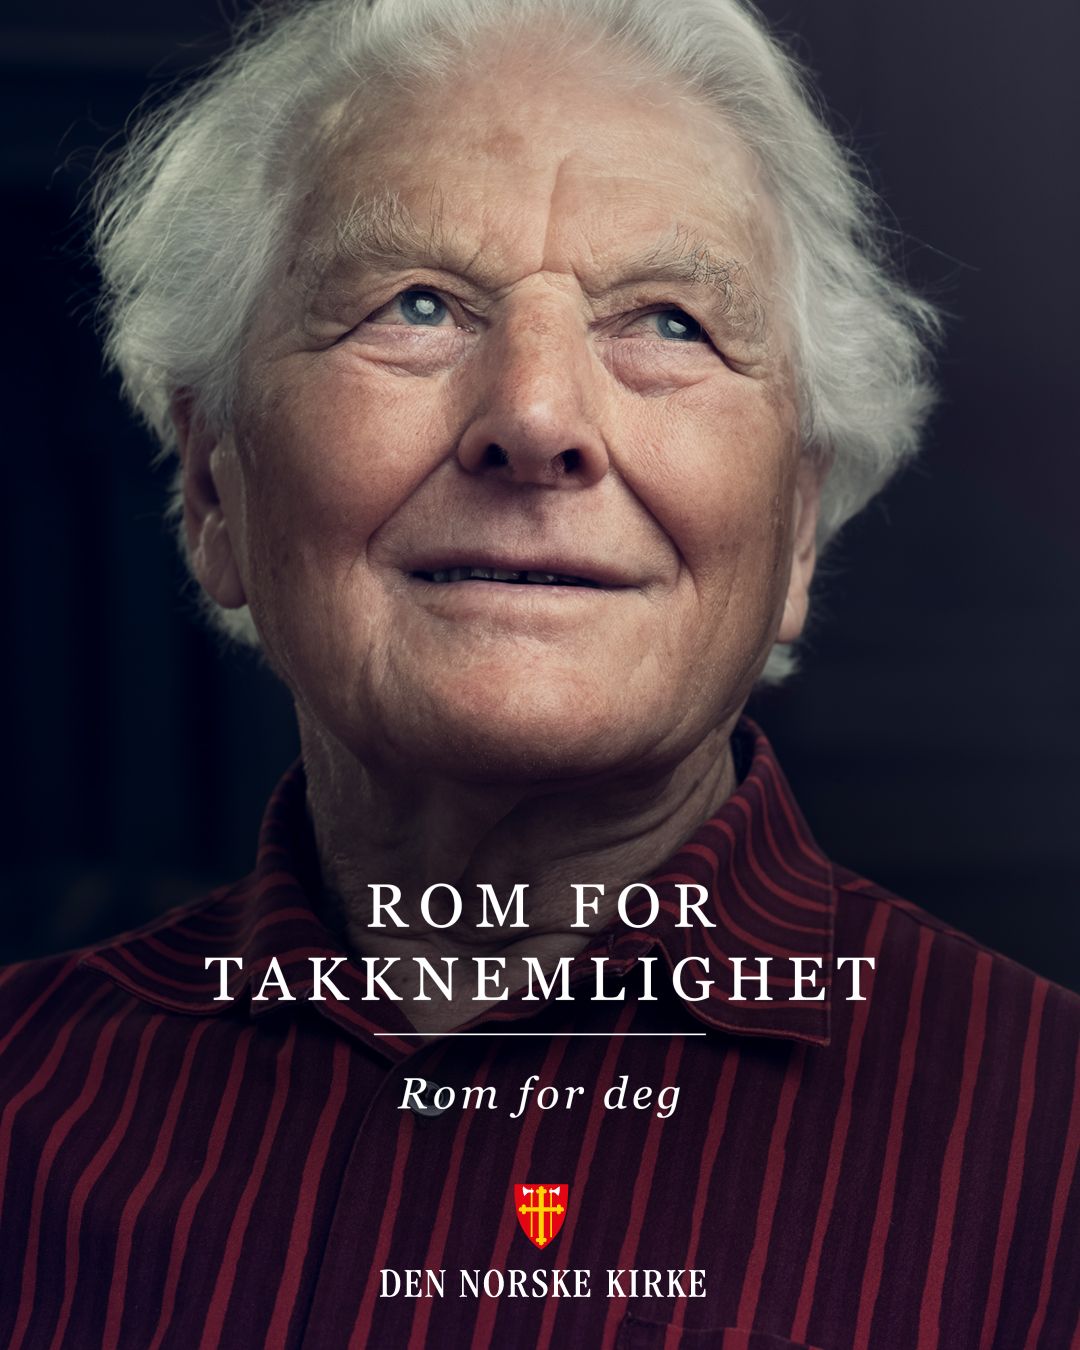 ROM FOR
TAKKNEMLIGHET
Rom for deg
DEN NORSKE KIRKE